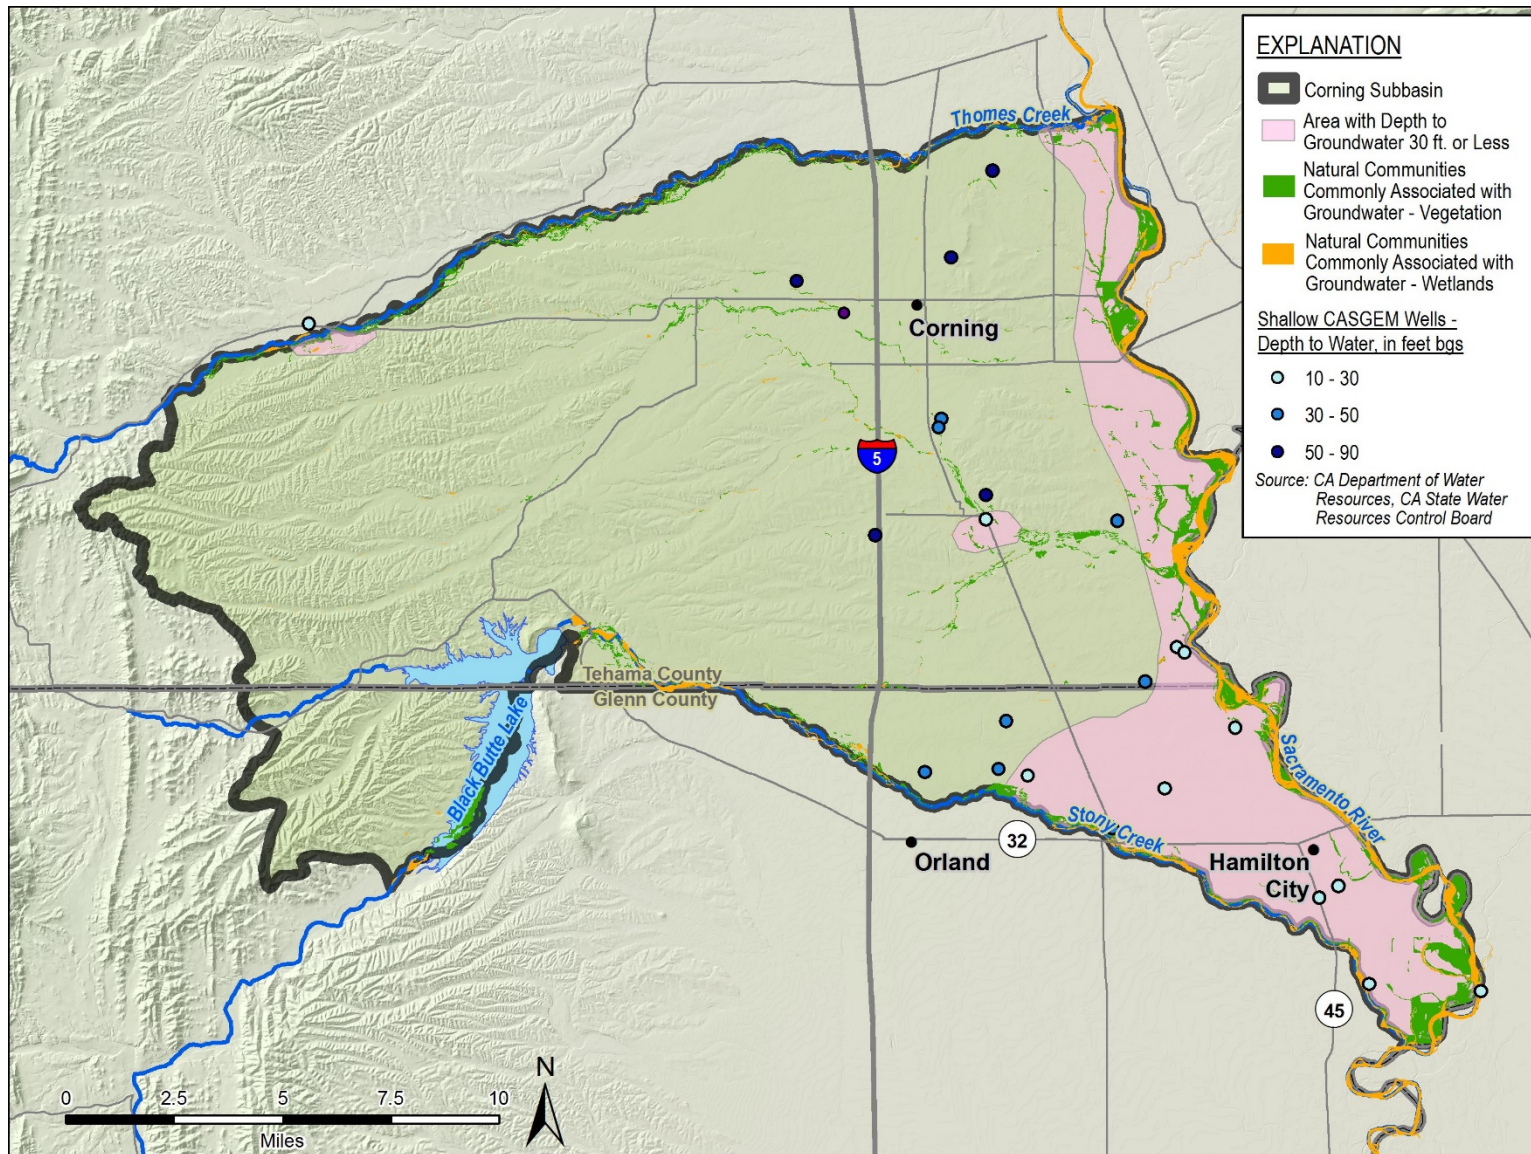 EXPLANATION
Corning Subbasin
Area with Depth to
Groundwater 30 ft. or Less
Natural Communities
Commonly Associated with
Groundwater - Vegetation
Natural Communities
Commonly Associated with
Groundwater - Wetlands
Shallow CASGEM Wells -
Depth to Water, in feet bgs
10 - 30
30 - 50
50 - 90
Source: CA Department of Water
Resources, CA State Water
Resources Control Board
Thomes Creek
Corning
5
Tehama County
Glenn County
Black Butte Lake
Sacramento River
Stony Creek
32
Orland
Hamilton
City
45
N
0 2.5 5 7.5 10
Miles